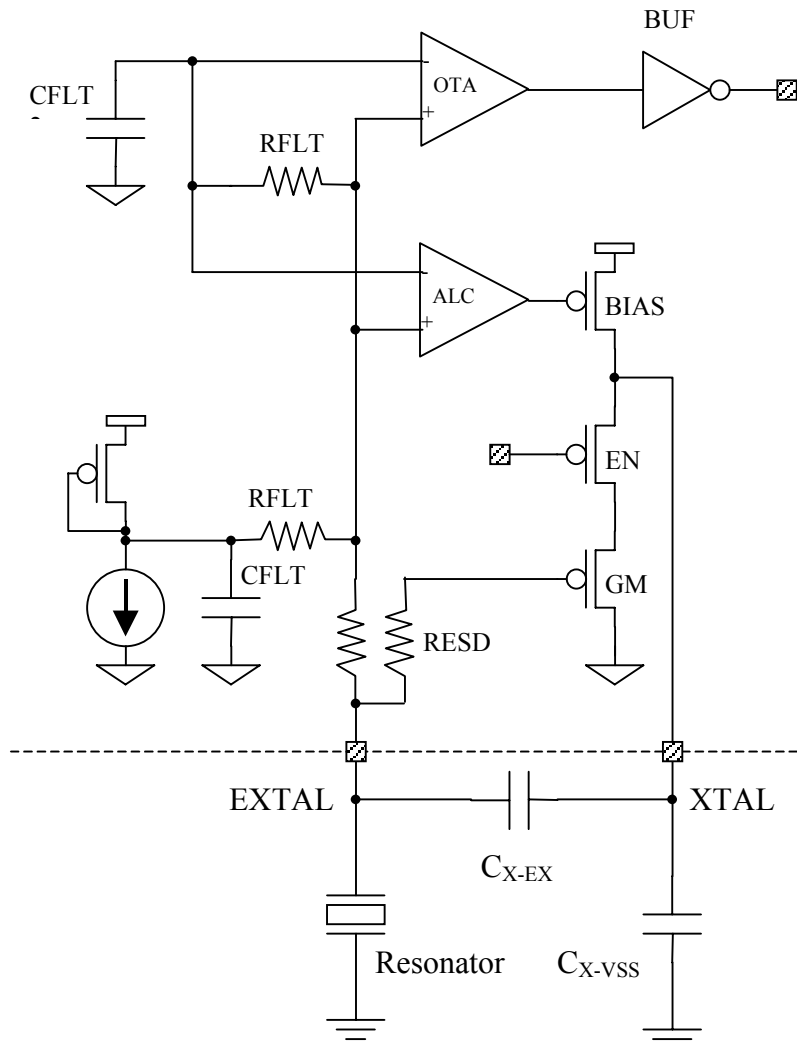 BUF
CFLT
-
OTA
+
RFLT
-
ALC
+
BIAS
EN
RFLT
CFLT
GM
RESD
EXTAL
XTAL
CX-EX
Resonator
CX-VSS